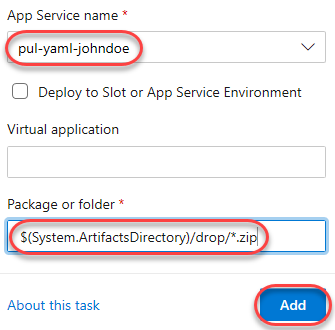 App Service name *
pul-yaml-johndoe
Deploy to Slot or App Service Environment
Virtual application
Package or folder *
$(System.ArtifactsDirectory)/drop/*.zip
About this task
Add